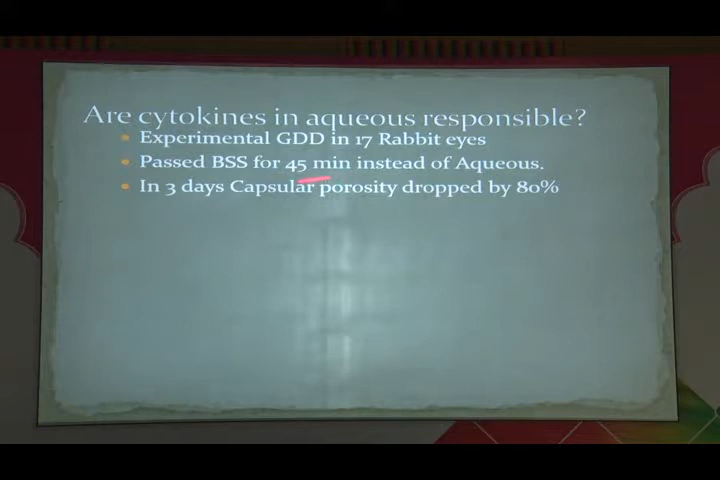 Are cytokines in aqueous responsible?
Experimental GDD in 17 Rabbit eyes
Passed BSS for 45 min instead of Aqueous.
In 3 days Capsular porosity dropped by 80%